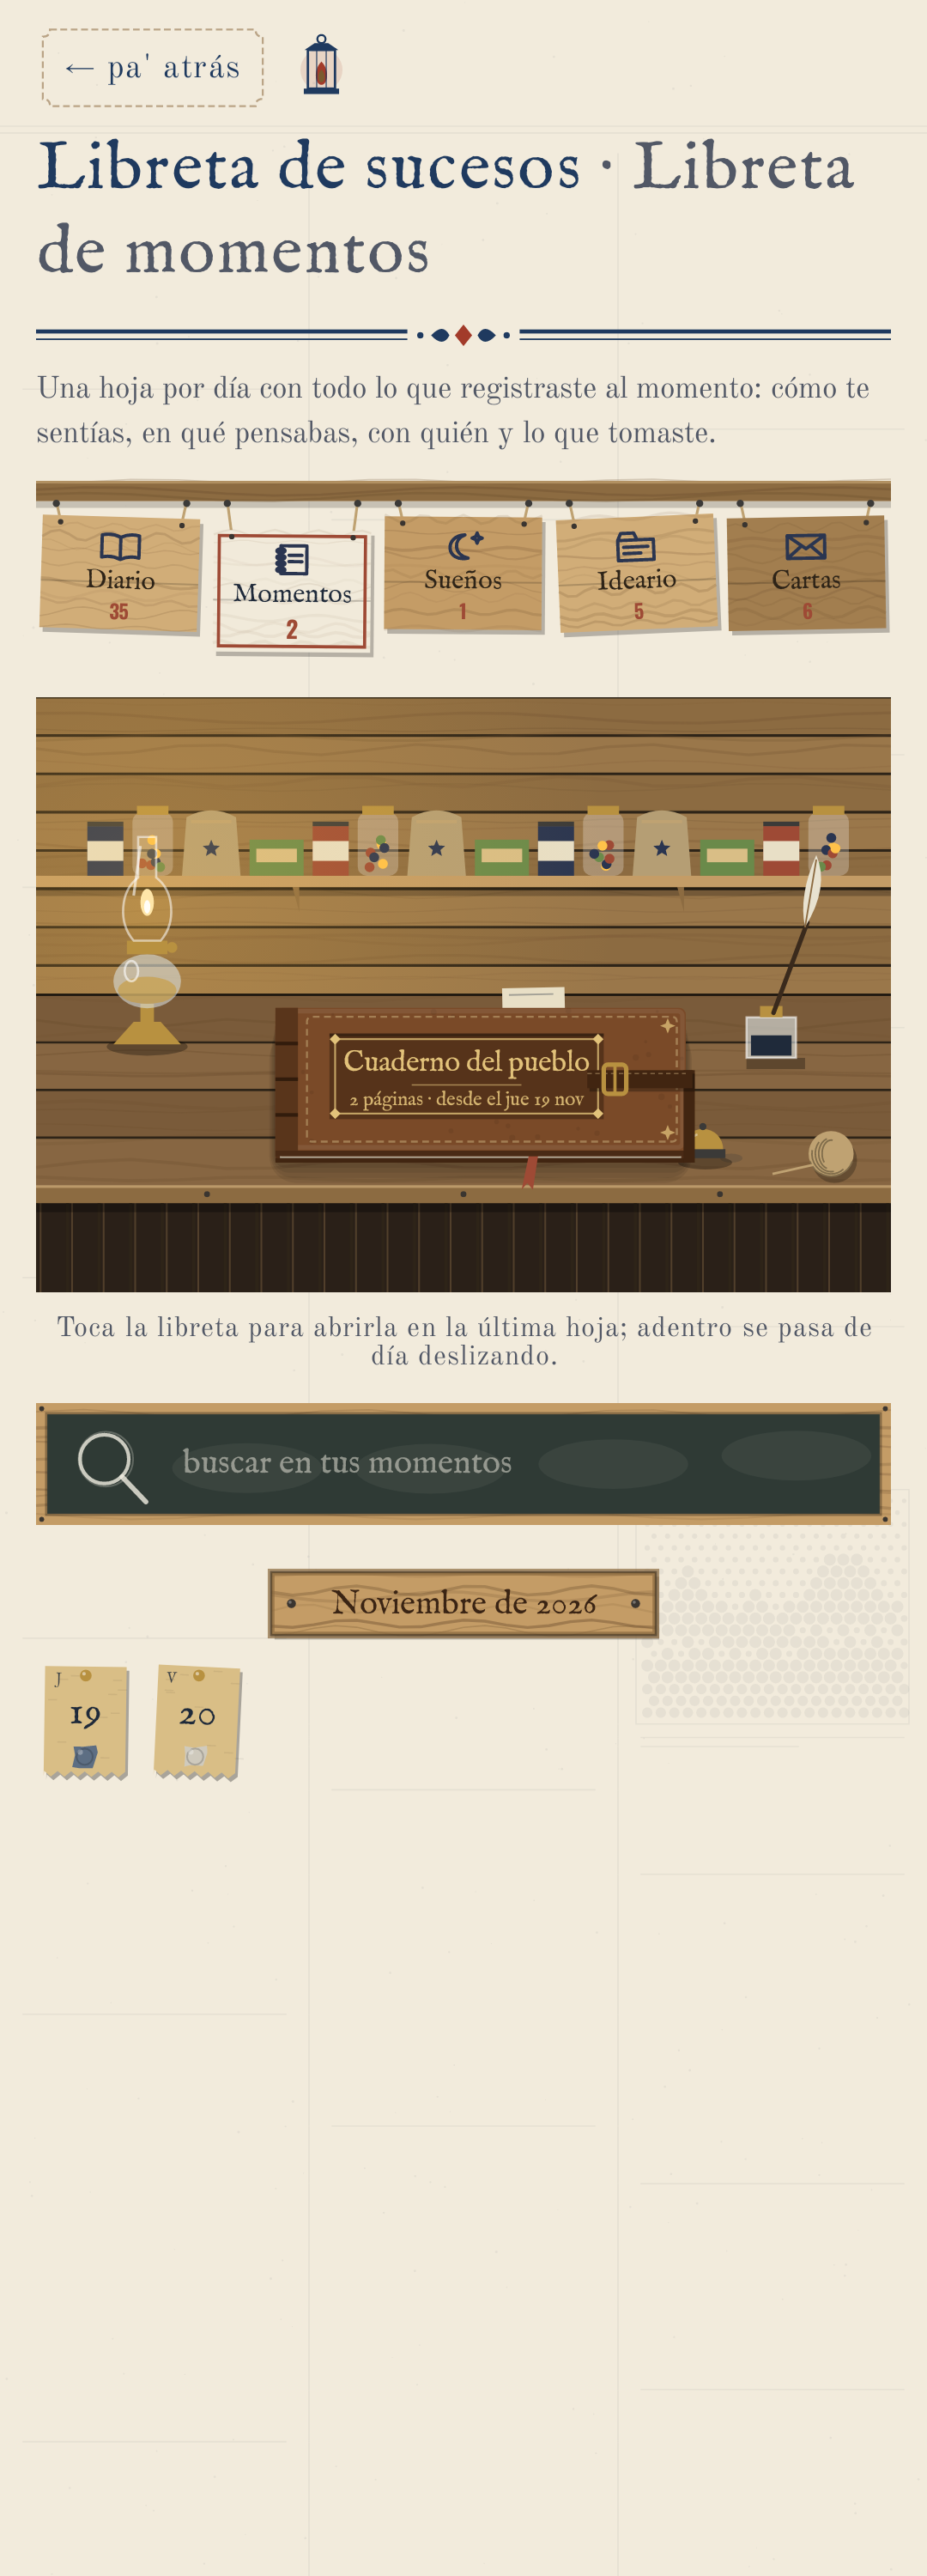 ← pa' atrás
Libreta de sucesos · Libreta
de momentos
Una hoja por día con todo lo que registraste al momento: cómo te
sentías, en qué pensabas, con quién y lo que tomaste.
Diario
35
Momentos
2
Sueños
1
Ideario
5
Cartas
6
Cuaderno del pueblo
2 páginas · desde el jue 19 nov
Toca la libreta para abrirla en la última hoja; adentro se pasa de
día deslizando.
buscar en tus momentos
Noviembre de 2026
J
19
V
20